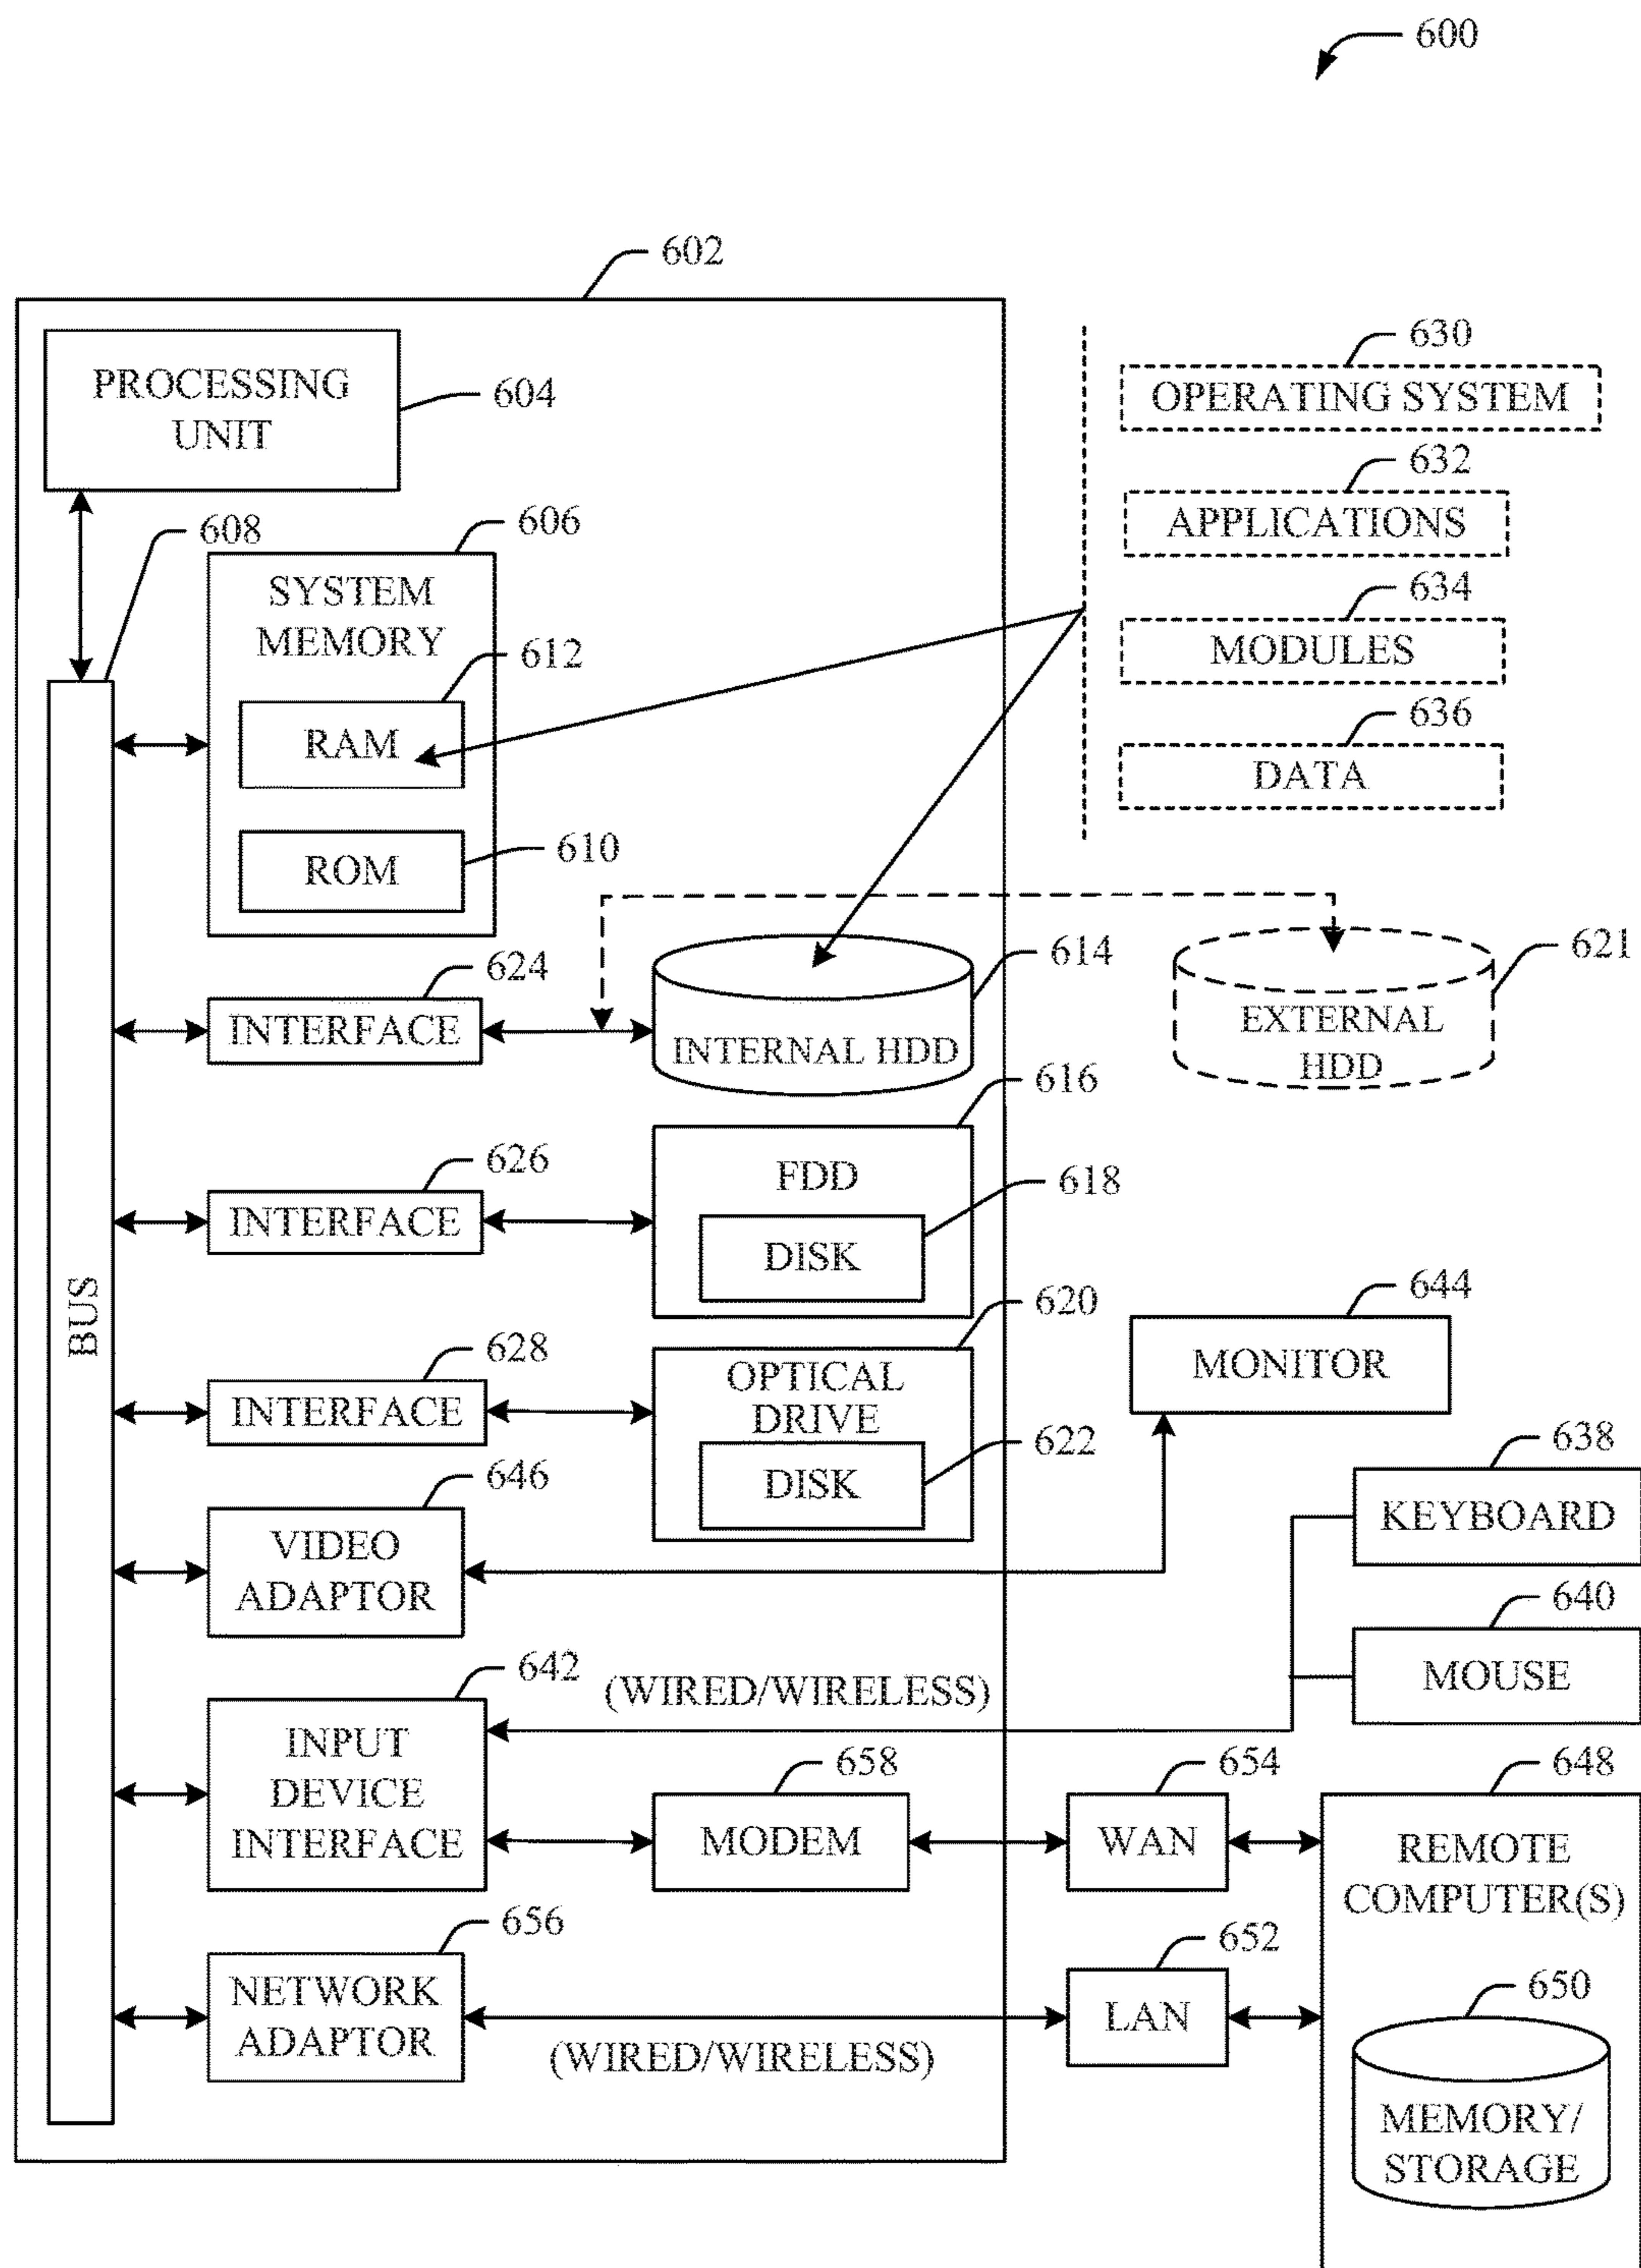 600
602
PROCESSING
UNIT
604
630
OPERATING SYSTEM
632
APPLICATIONS
634
MODULES
636
DATA
608
606
SYSTEM
MEMORY
612
RAM
610
ROM
624
INTERFACE
614
INTERNAL HDD
621
EXTERNAL
HDD
616
626
INTERFACE
FDD
618
DISK
BUS
620
628
INTERFACE
OPTICAL
DRIVE
622
DISK
644
MONITOR
638
KEYBOARD
646
VIDEO
ADAPTOR
640
MOUSE
642
(WIRED/WIRELESS)
INPUT
DEVICE
INTERFACE
658
MODEM
654
WAN
648
REMOTE
COMPUTER(S)
656
NETWORK
ADAPTOR
(WIRED/WIRELESS)
652
LAN
650
MEMORY/
STORAGE